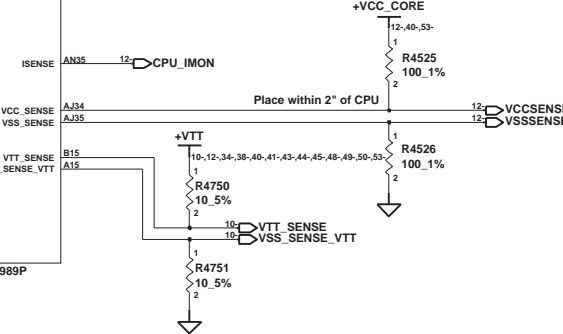 +VCC_CORE
12-,40-,53-
1
R4525
100_1%
2
ISENSE AN35 12- CPU_IMON
Place within 2" of CPU
VCC_SENSE AJ34 12- VCCSENS
VSS_SENSE AJ35 12- VSSSENS
+VTT
10-,12-,34-,38-,40-,41-,43-,44-,45-,48-,49-,50-,53-
1
R4526
100_1%
2
VTT_SENSE B15
_SENSE_VTT A15
1
R4750
10_5%
2
10- VTT_SENSE
10- VSS_SENSE_VTT
1
R4751
10_5%
2
989P